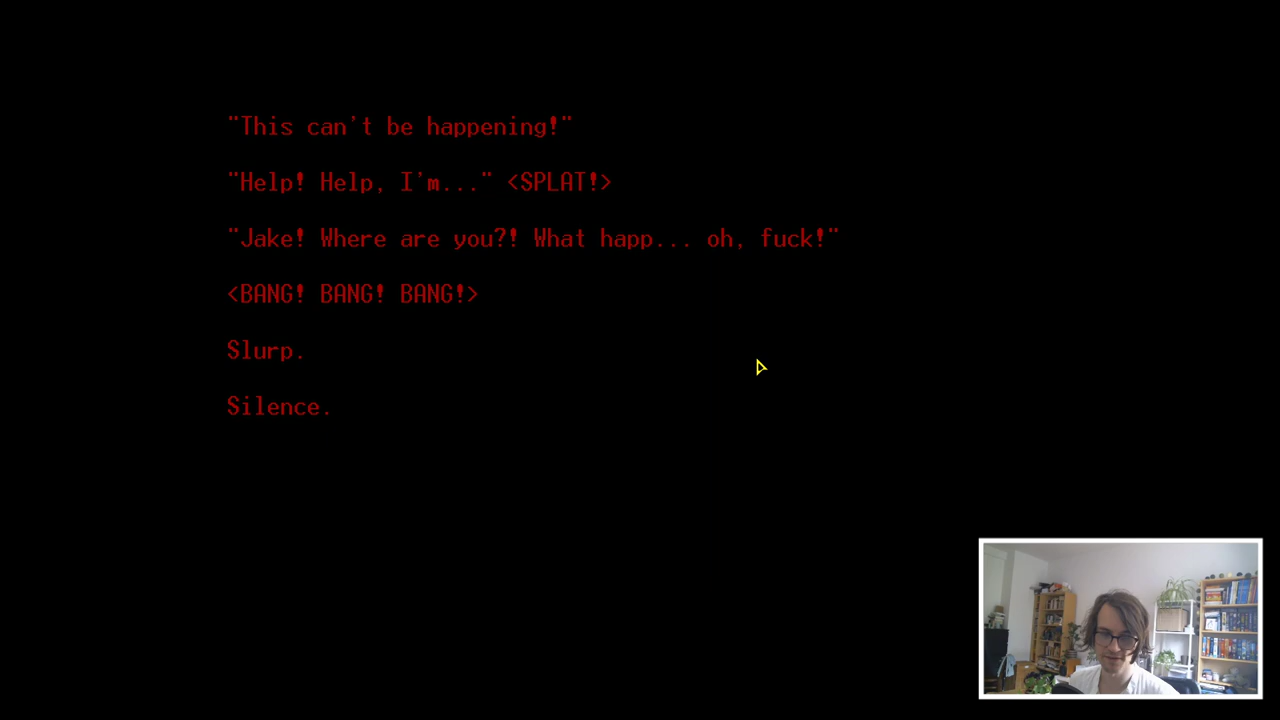 "This can't be happening!"
"Help! Help, I'm..." <SPLAT!>
"Jake! Where are you?! What happ... oh, fuck!"
<BANG! BANG! BANG!>
Slurp.
Silence.